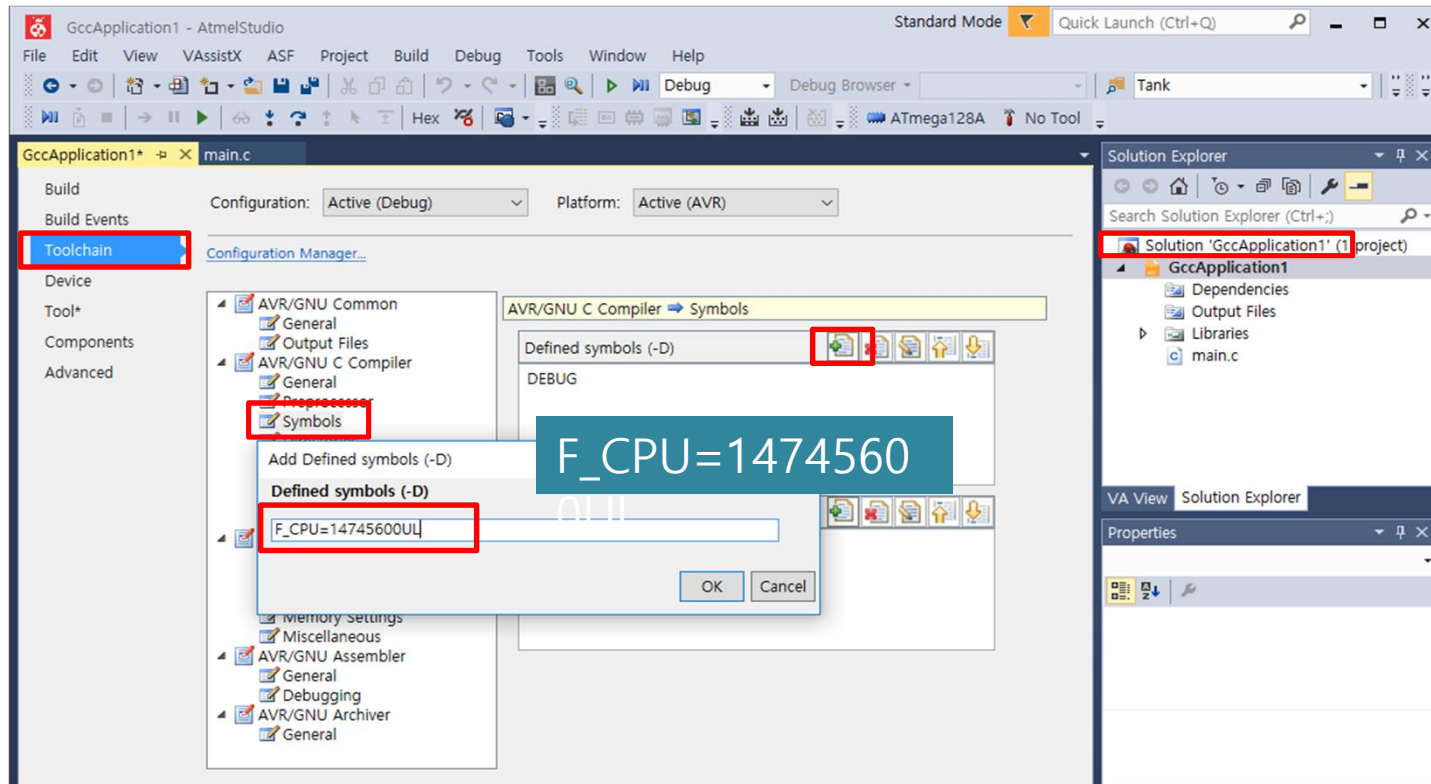 GccApplication1 - AtmelStudio
Standard Mode
Quick Launch (Ctrl+Q)
File Edit View VAssistX ASF Project Build Debug Tools Window Help
Debug
Debug Browser
Tank
Hex
ATmega128A
No Tool
GccApplication1*
main.c
Build
Build Events
Toolchain
Device
Tool*
Components
Advanced
Configuration: Active (Debug)
Platform: Active (AVR)
Configuration Manager...
AVR/GNU Common
General
Output Files
AVR/GNU C Compiler
General
Preprocessor
Symbols
Memory Settings
Miscellaneous
AVR/GNU Assembler
General
Debugging
AVR/GNU Archiver
General
AVR/GNU C Compiler ➡ Symbols
Defined symbols (-D)
DEBUG
F_CPU=1474560
0UL
Add Defined symbols (-D)
Defined symbols (-D)
F_CPU=14745600UL
OK
Cancel
Solution Explorer
Search Solution Explorer (Ctrl+;)
Solution 'GccApplication1' (1 project)
GccApplication1
Dependencies
Output Files
Libraries
main.c
VA View Solution Explorer
Properties